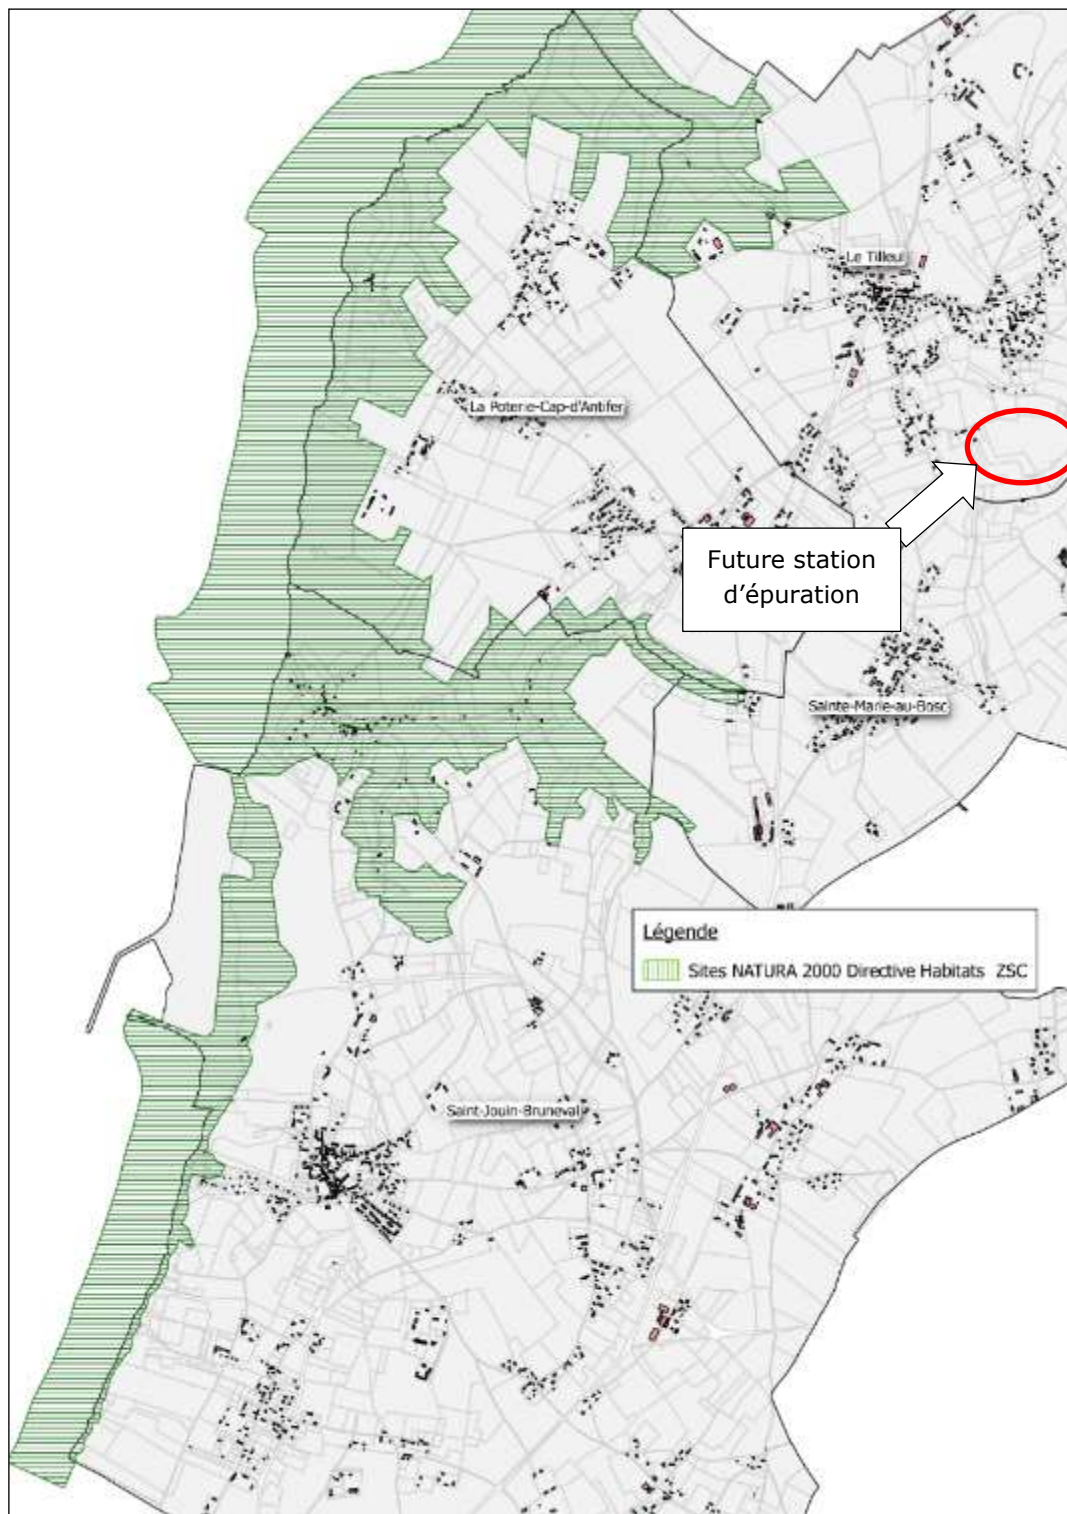 Le Tilleul
La Poterie-Cap-d'Antifer
Future station
d'épuration
Sainte-Marie-au-Bosc
Légende
Sites NATURA 2000 Directive Habitats ZSC
Saint-Jouin-Bruneval